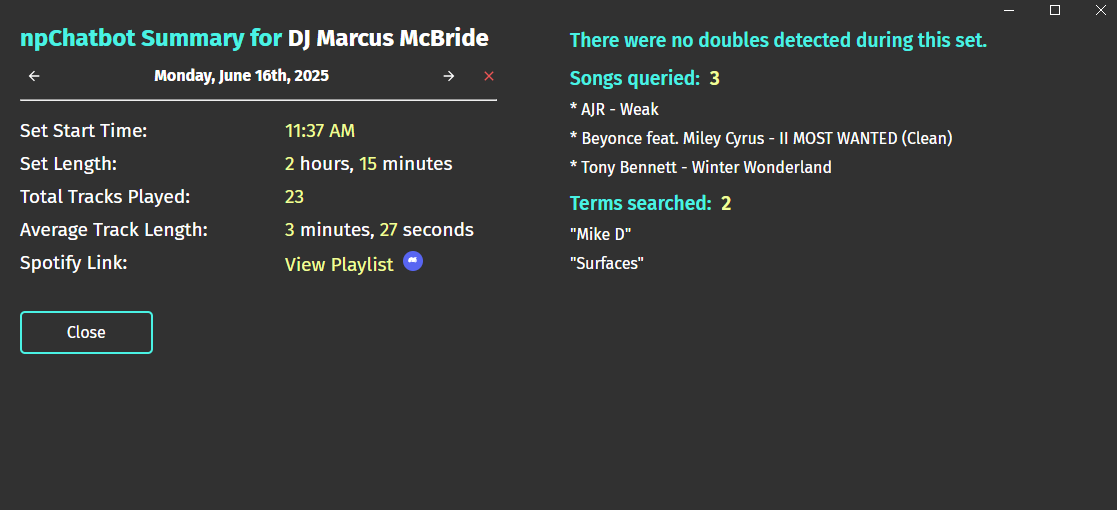 npChatbot Summary for DJ Marcus McBride
Monday, June 16th, 2025
Set Start Time: 11:37 AM
Set Length: 2 hours, 15 minutes
Total Tracks Played: 23
Average Track Length: 3 minutes, 27 seconds
Spotify Link: View Playlist
Close
There were no doubles detected during this set.
Songs queried: 3
* AJR - Weak
* Beyonce feat. Miley Cyrus - II MOST WANTED (Clean)
* Tony Bennett - Winter Wonderland
Terms searched: 2
"Mike D"
"Surfaces"